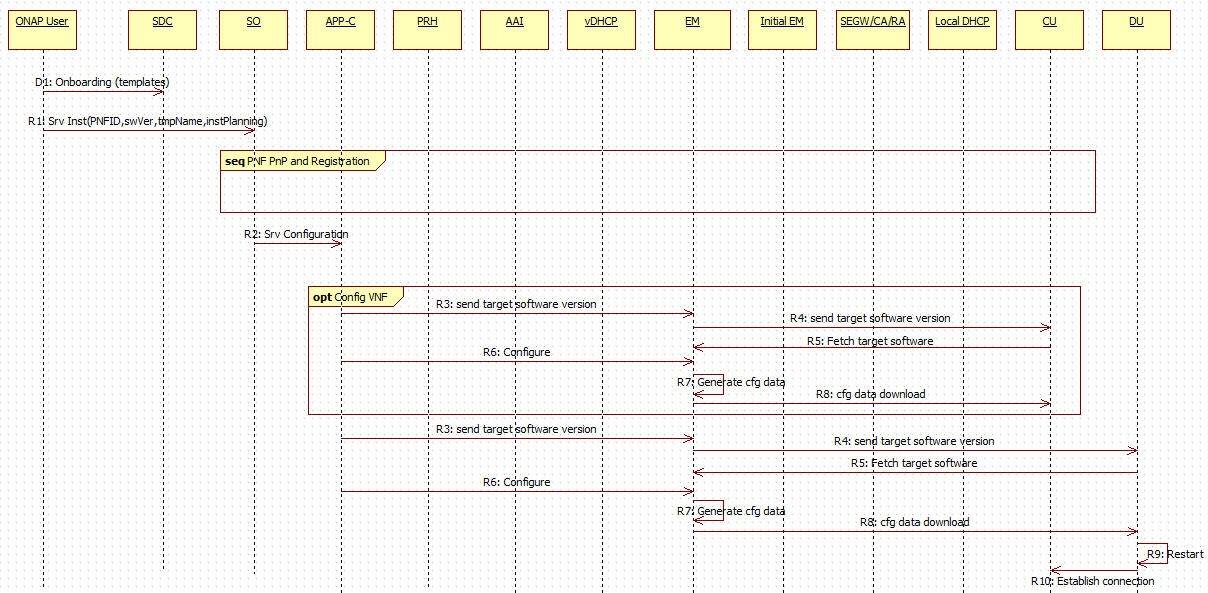 ONAP User
SDC
SO
APP-C
PRH
AAI
vDHCP
EM
Initial EM
SEGW/CA/RA
Local DHCP
CU
DU
D1: Onboarding (templates)
R1: Srv Inst(PNFID,swVer,tmpName,instPlanning)
seq PNF PnP and Registration
R2: Srv Configuration
opt Config VNF
R3: send target software version
R4: send target software version
R5: Fetch target software
R6: Configure
R7: Generate cfg data
R8: cfg data download
R3: send target software version
R4: send target software version
R5: Fetch target software
R6: Configure
R7: Generate cfg data
R8: cfg data download
R9: Restart
R10: Establish connection